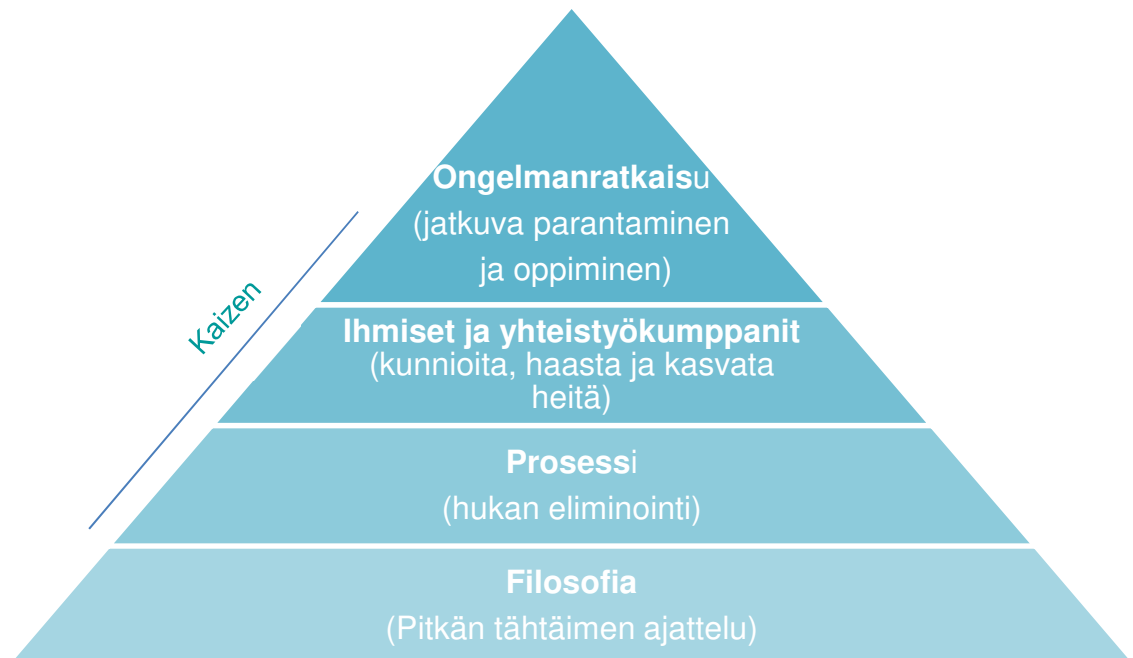 Ongelmanratkaisu
(jatkuva parantaminen
ja oppiminen)
Kaizen
Ihmiset ja yhteistyökumppanit
(kunnioita, haasta ja kasvata
heitä)
Prosessi
(hukan eliminointi)
Filosofia
(Pitkän tähtäimen ajattelu)